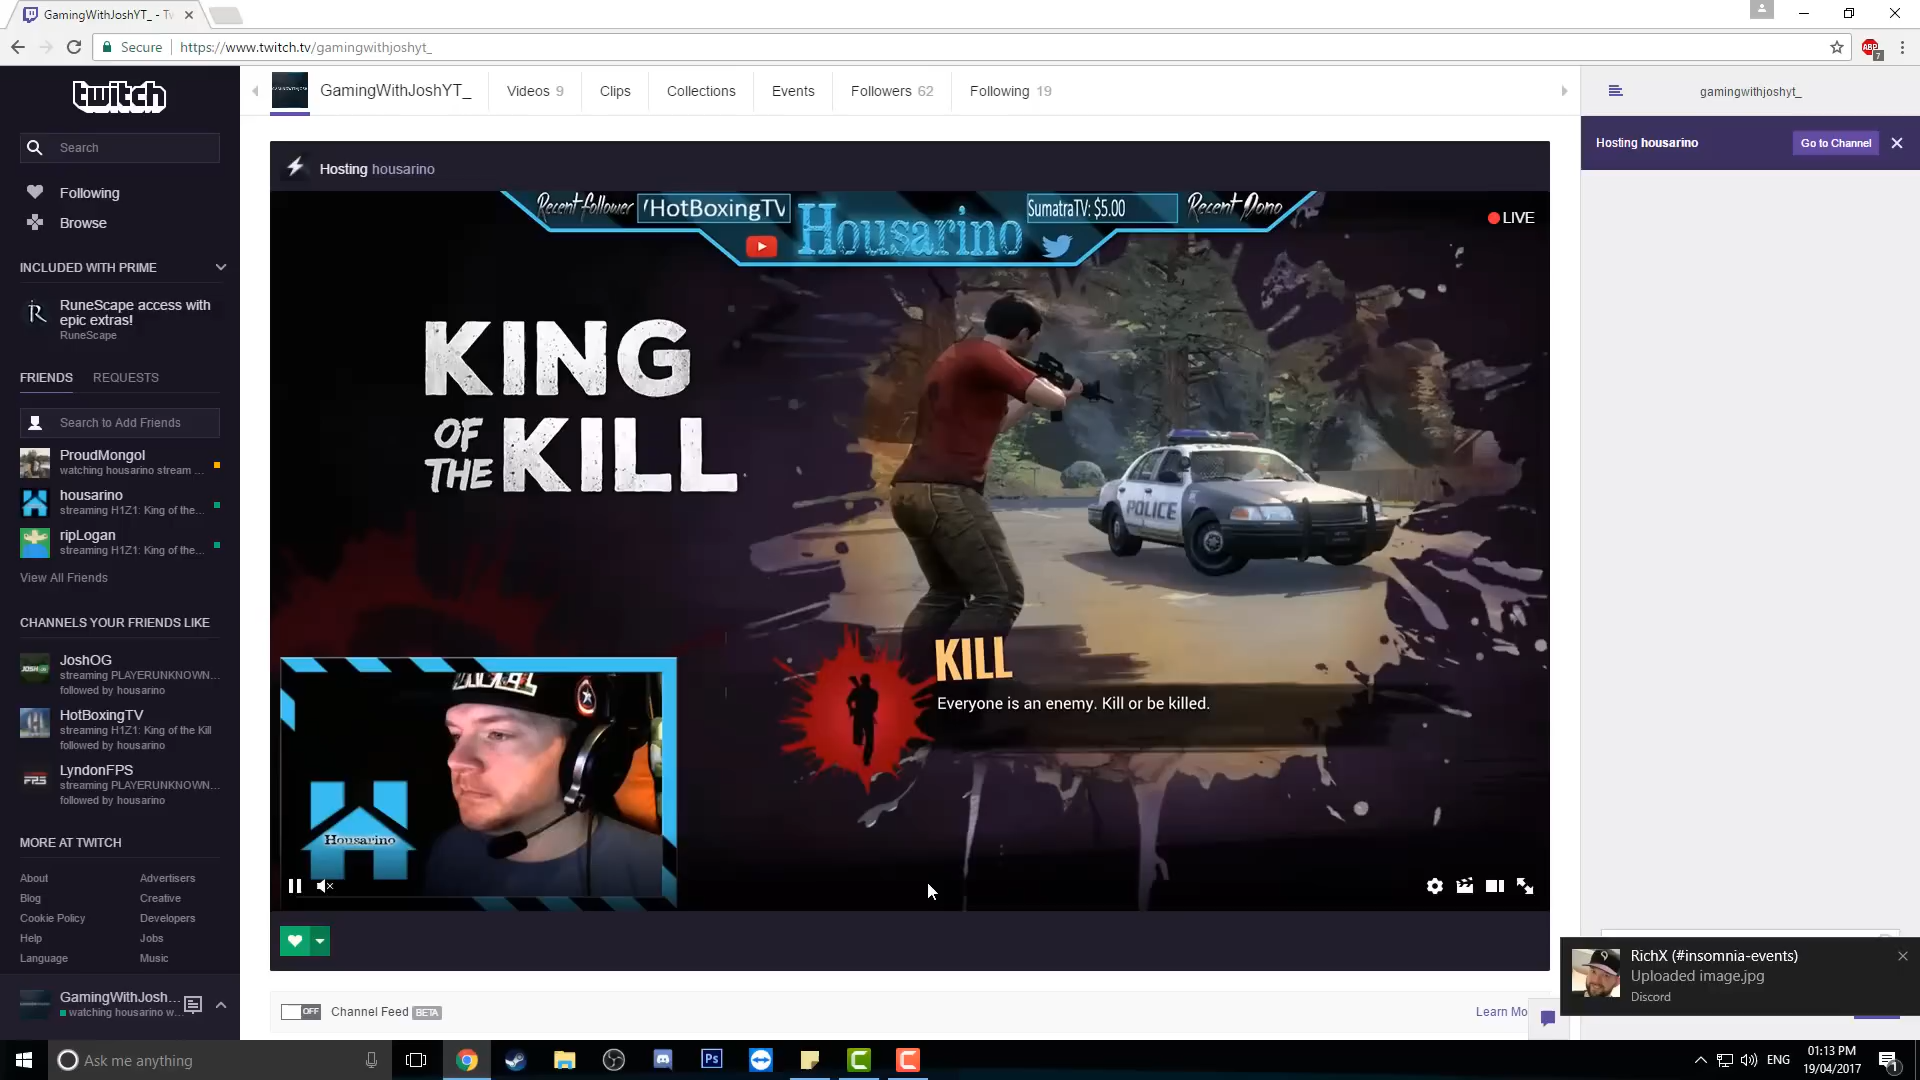 GamingWithJoshYT_ - Tw
Secure
https://www.twitch.tv/gamingwithjoshyt_
ABP
7
twitch
Search
Following
Browse
INCLUDED WITH PRIME
RuneScape access with
epic extras!
RuneScape
FRIENDS
REQUESTS
Search to Add Friends
ProudMongol
watching housarino stream ...
housarino
streaming H1Z1: King of the...
ripLogan
streaming H1Z1: King of the...
View All Friends
CHANNELS YOUR FRIENDS LIKE
JoshOG
streaming PLAYERUNKNOWN...
followed by housarino
HotBoxingTV
streaming H1Z1: King of the Kill
followed by housarino
LyndonFPS
streaming PLAYERUNKNOWN...
followed by housarino
MORE AT TWITCH
About
Advertisers
Blog
Creative
Cookie Policy
Developers
Help
Jobs
Language
Music
GamingWithJosh...
watching housarino w...
GamingWithJoshYT_
Videos 9
Clips
Collections
Events
Followers 62
Following 19
Hosting housarino
Recent follower
HotBoxingTV
Housarino
SumatraTV: $5.00
Recent Dono
LIVE
KING
OF
THE KILL
POLICE
KILL
Everyone is an enemy. Kill or be killed.
Housarino
OFF
Channel Feed BETA
Learn Mo
gamingwithjoshyt_
Hosting housarino
Go to Channel
RichX (#insomnia-events)
Uploaded image.jpg
Discord
Ask me anything
Ps
ENG
01:13 PM
19/04/2017
1